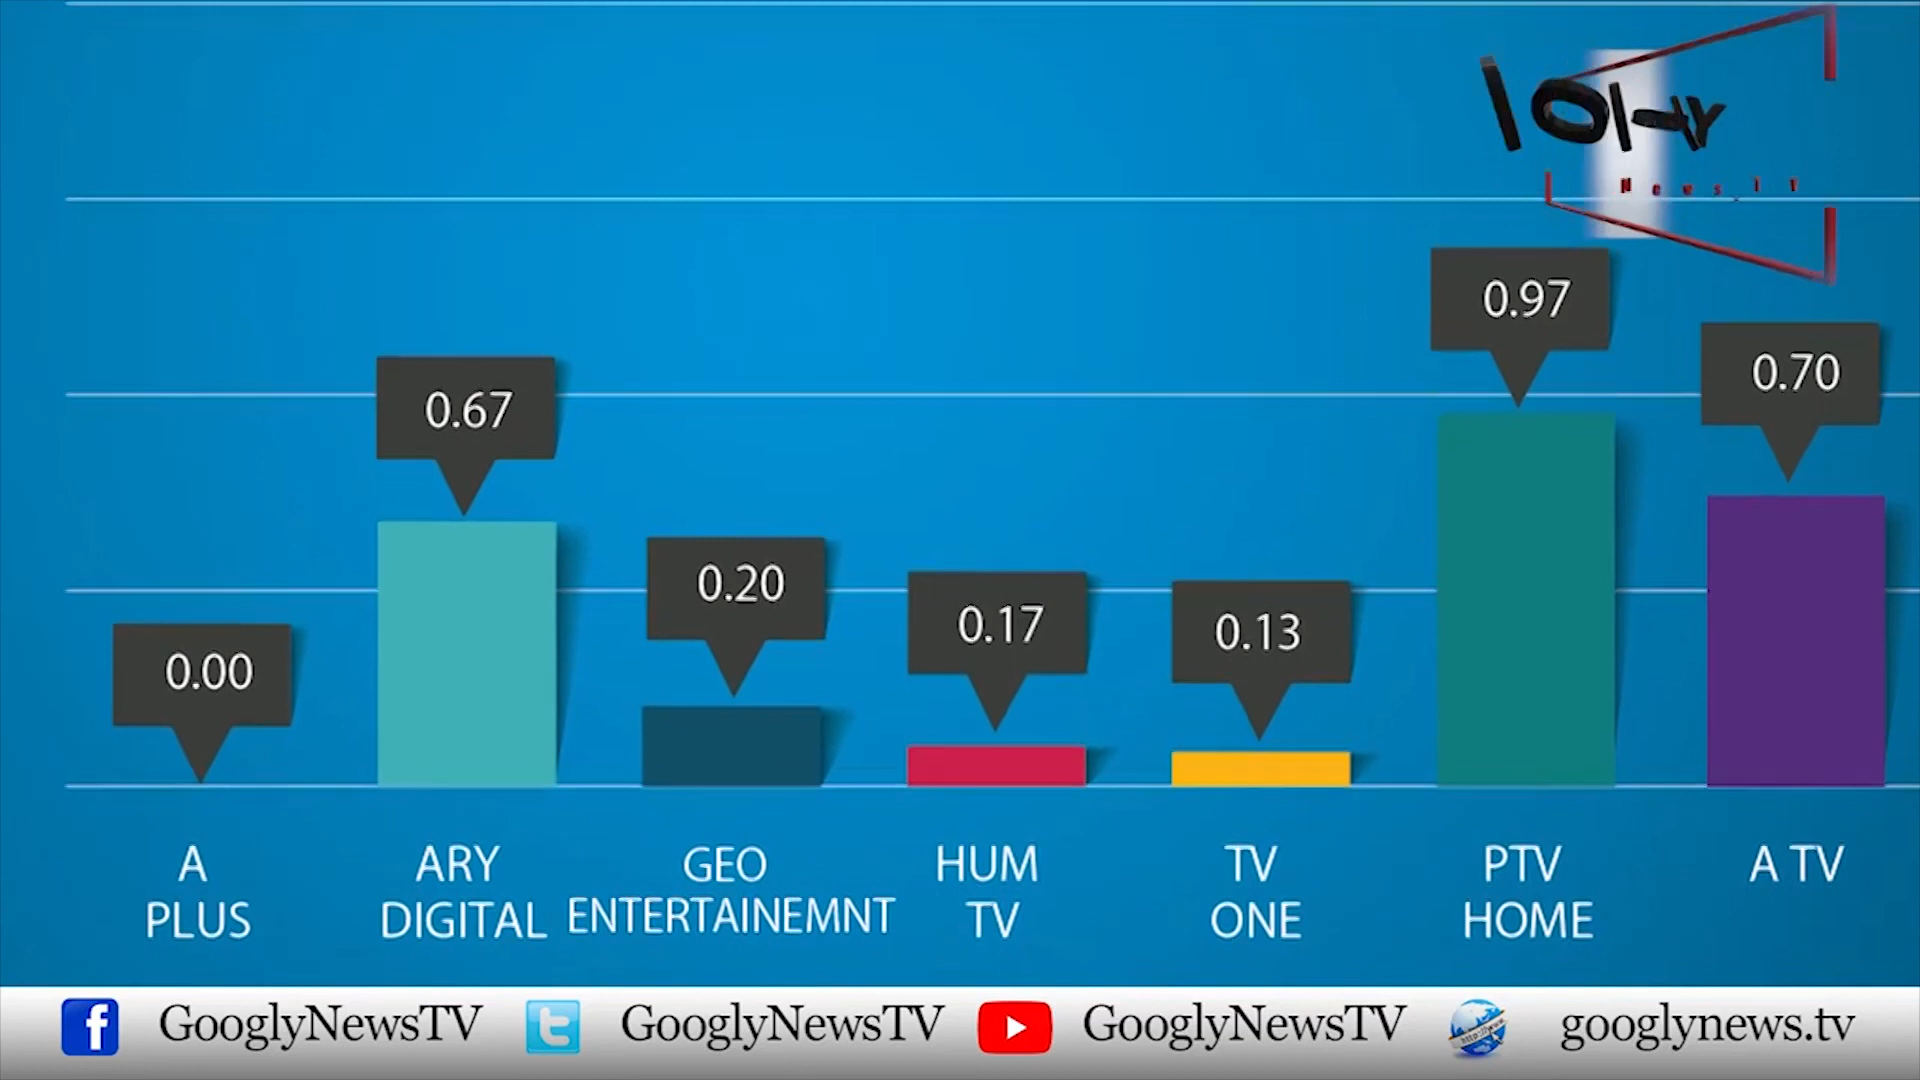 0.97
0.70
0.67
0.20
0.17
0.13
0.00
A PLUS
ARY DIGITAL
GEO ENTERTAINEMNT
HUM TV
TV ONE
PTV HOME
A TV
GooglyNewsTV
GooglyNewsTV
GooglyNewsTV
googlynews.tv